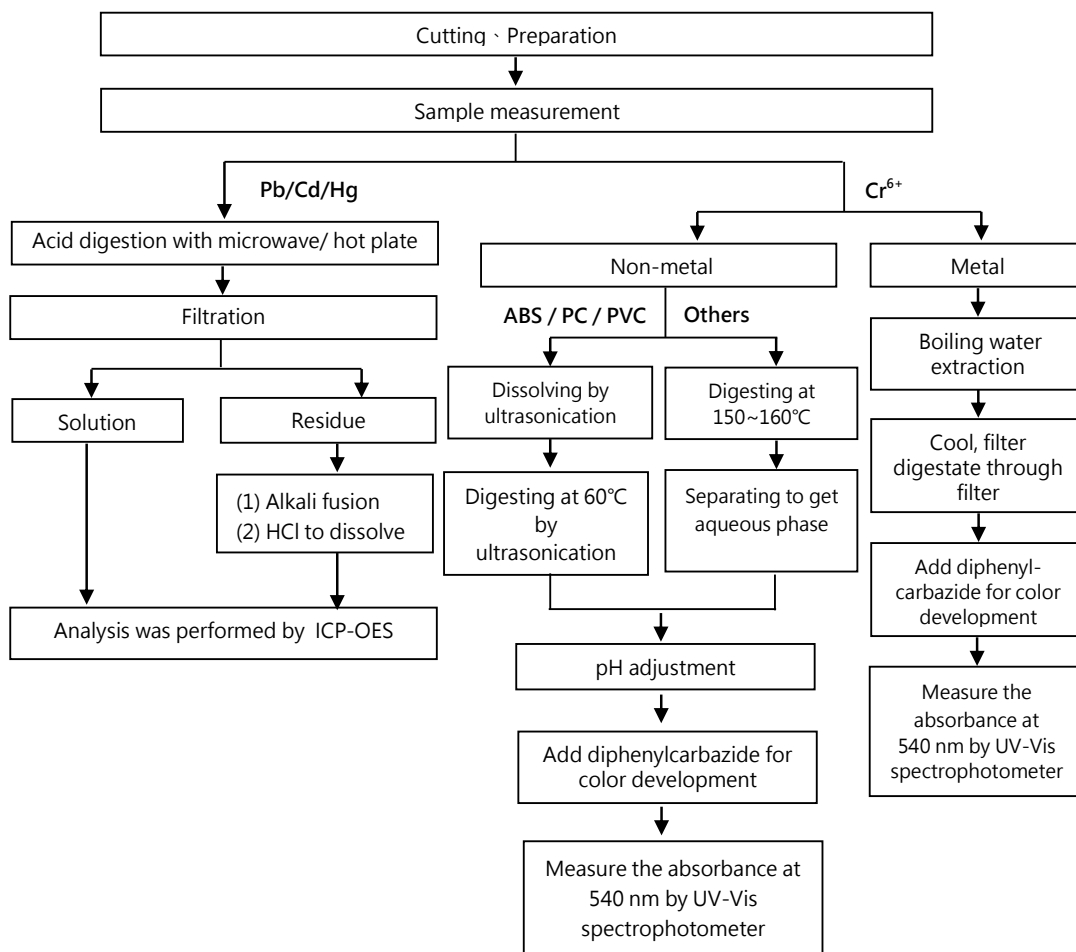 Cutting、Preparation
Sample measurement
Pb/Cd/Hg
Cr⁶⁺
Acid digestion with microwave/ hot plate
Filtration
Solution
Residue
(1) Alkali fusion
(2) HCl to dissolve
Analysis was performed by ICP-OES
Non-metal
ABS / PC / PVC
Others
Dissolving by
ultrasonication
Digesting at
150~160℃
Digesting at 60℃
by
ultrasonication
Separating to get
aqueous phase
pH adjustment
Add diphenylcarbazide for
color development
Measure the absorbance at
540 nm by UV-Vis
spectrophotometer
Metal
Boiling water
extraction
Cool, filter
digestate through
filter
Add diphenyl-
carbazide for color
development
Measure the
absorbance at
540 nm by UV-Vis
spectrophotometer